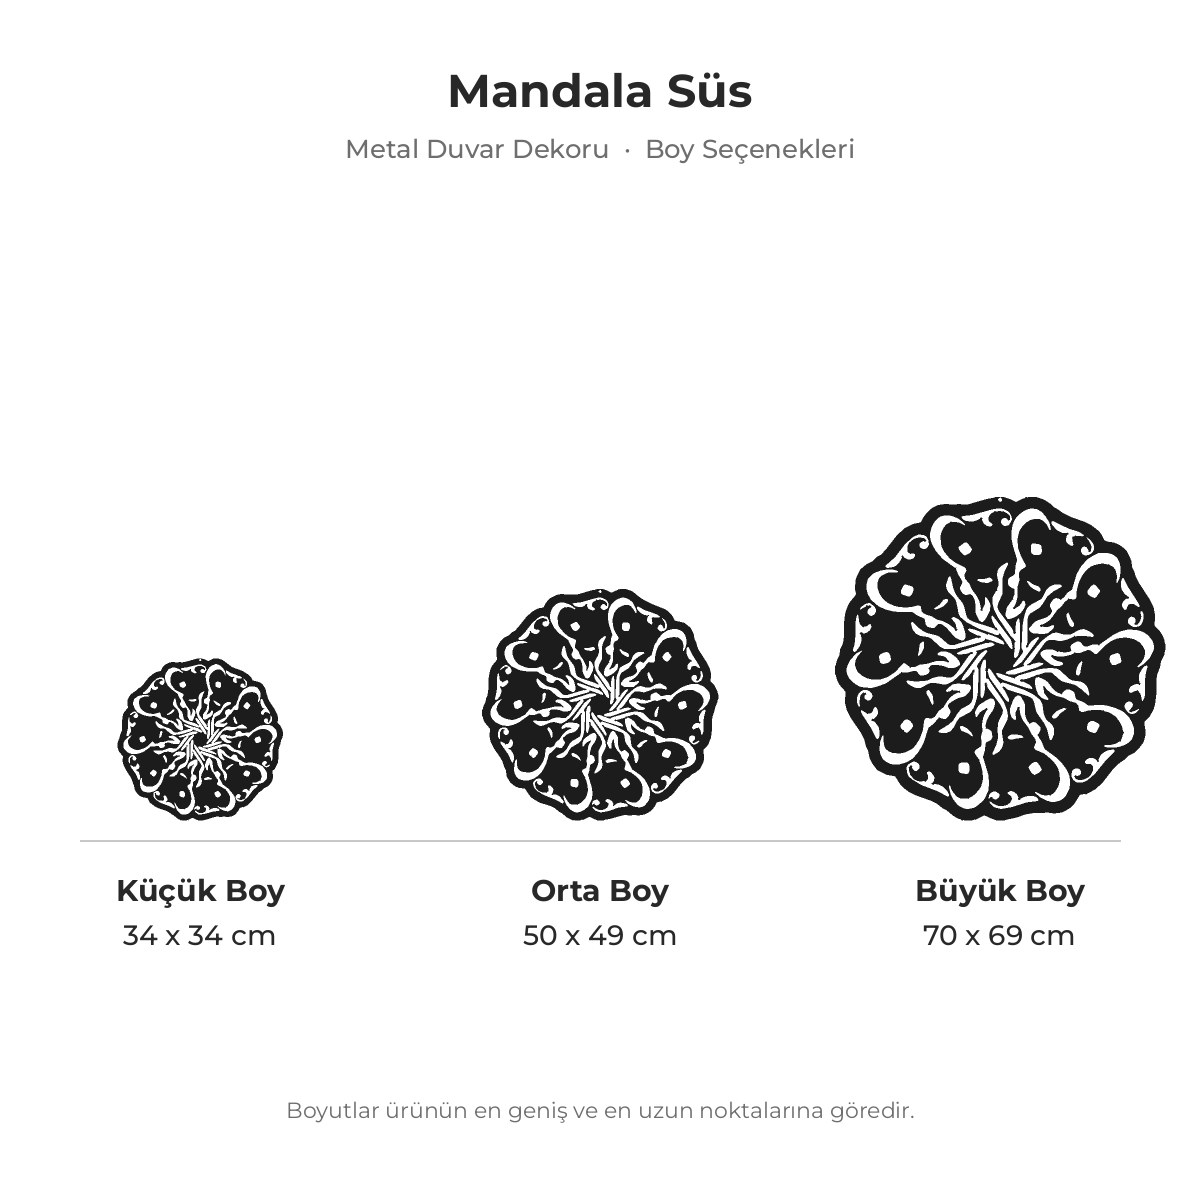 Mandala Süs
Metal Duvar Dekoru · Boy Seçenekleri
Küçük Boy
34 x 34 cm
Orta Boy
50 x 49 cm
Büyük Boy
70 x 69 cm
Boyutlar ürünün en geniş ve en uzun noktalarına göredir.